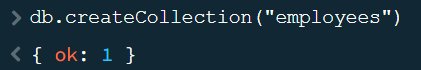 > db.createCollection("employees")
< { ok: 1 }